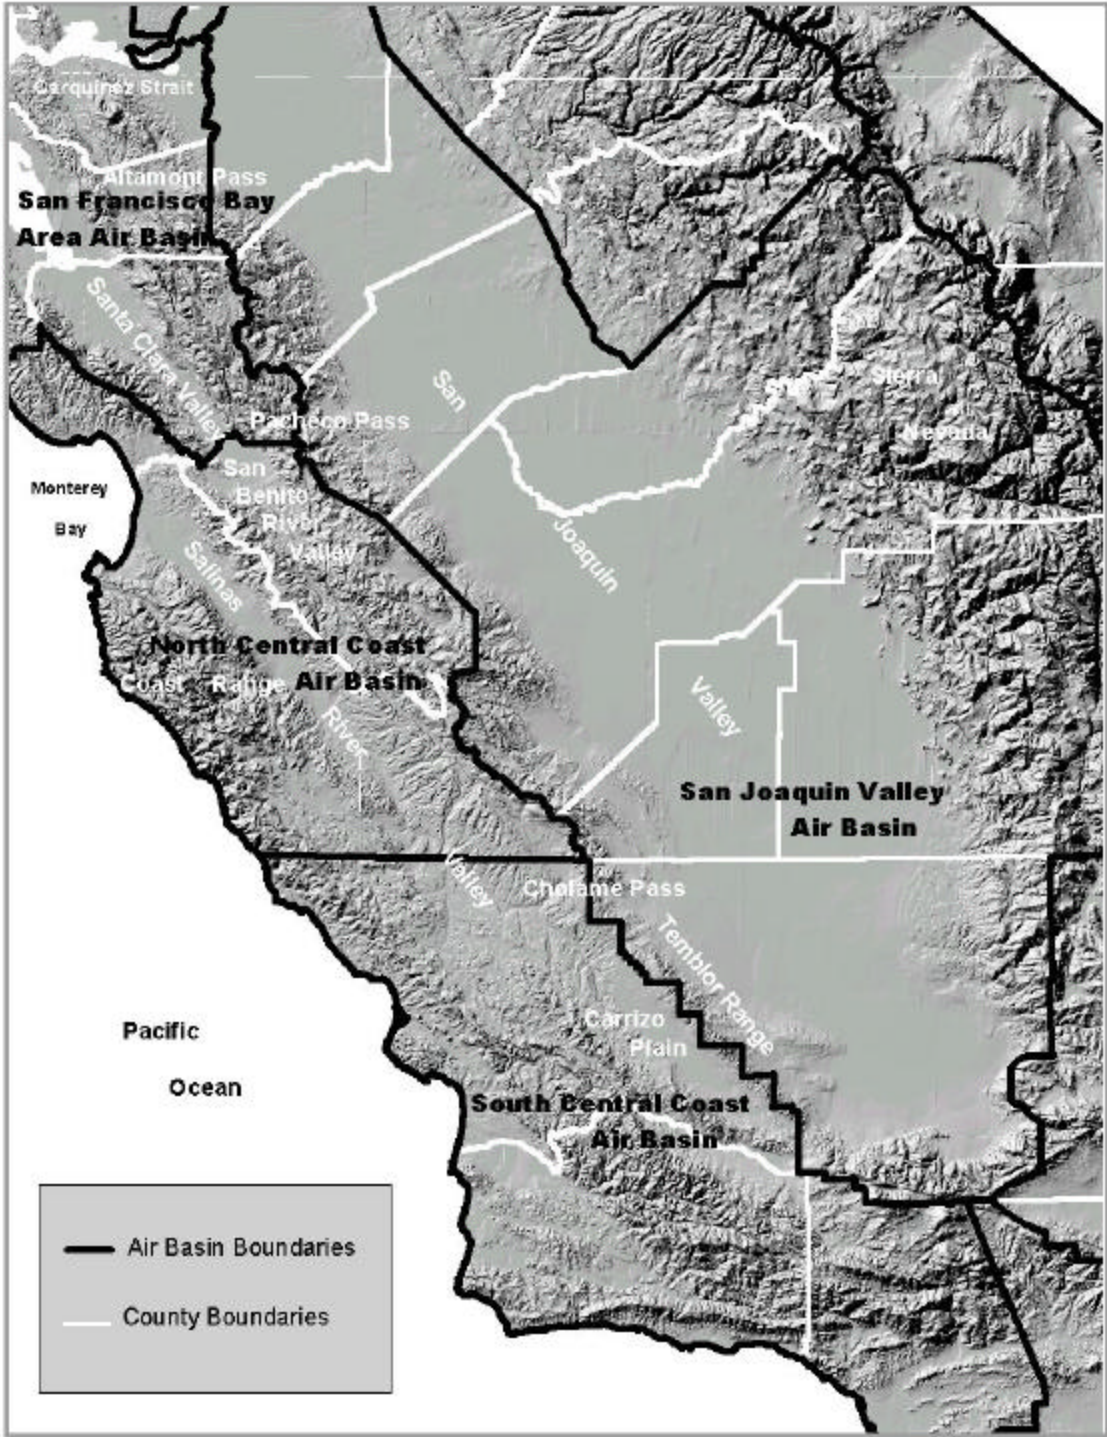 Carquinez Strait
Altamont Pass
San Francisco Bay
Area Air Basin
Santa Clara Valley
San
Sierra
Nevada
Pacheco Pass
San
Benito
River
Valley
Monterey
Bay
Joaquin
Salinas
North Central Coast
Air Basin
Coast Range
River
Valley
San Joaquin Valley
Air Basin
Valley
Cholame Pass
Temblor Range
Carrizo
Plain
Pacific
Ocean
South Central Coast
Air Basin
Air Basin Boundaries
County Boundaries